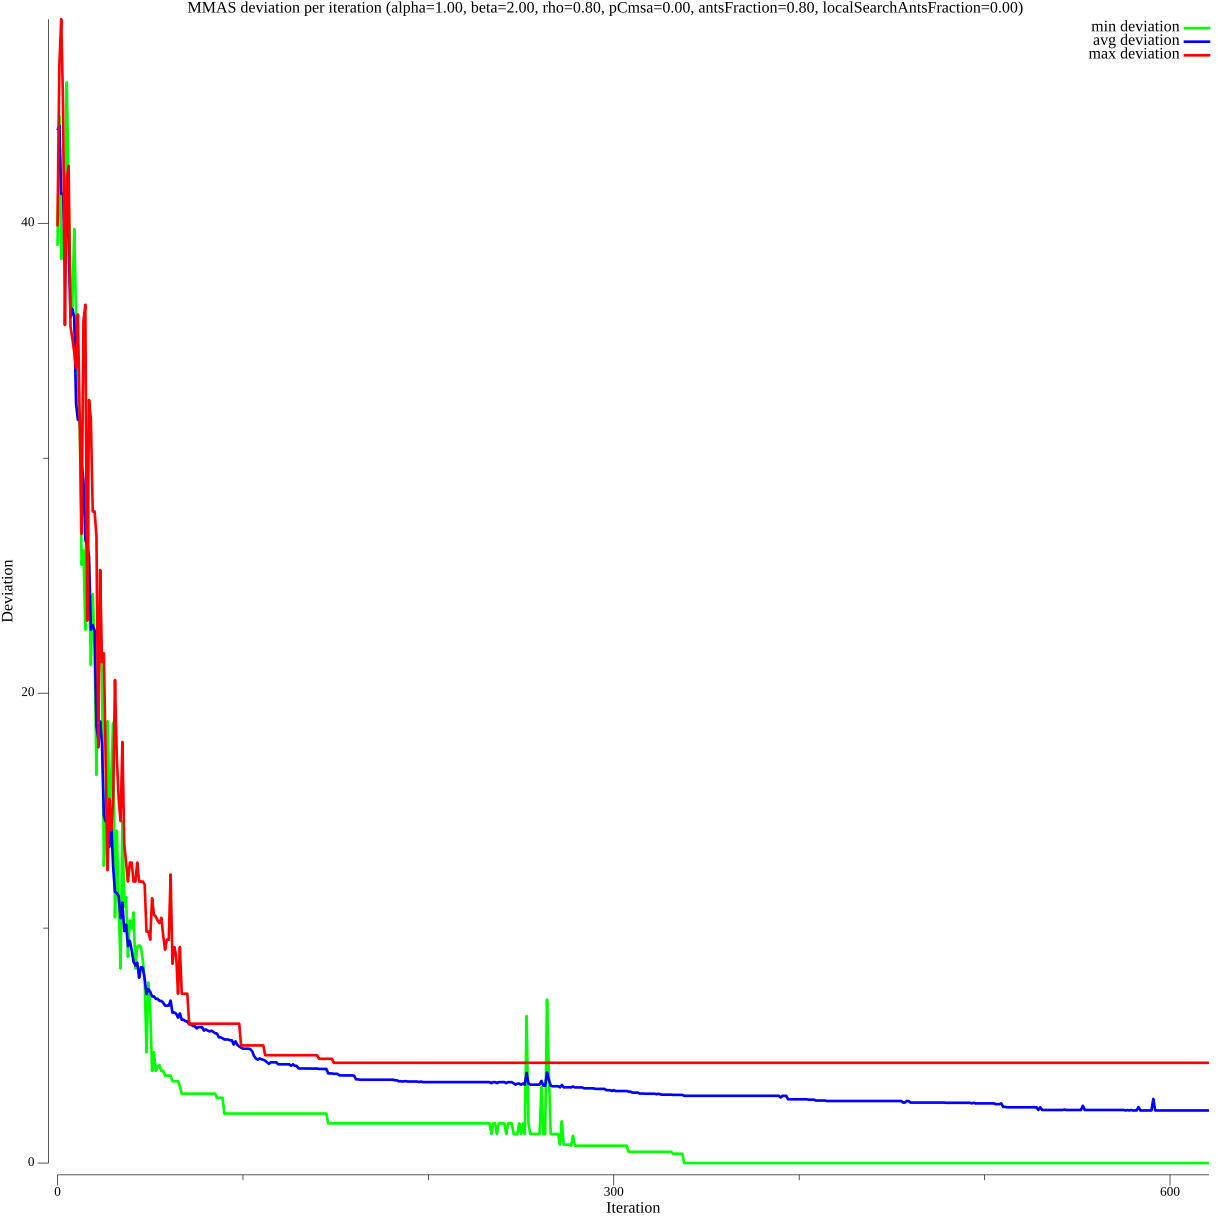 MMAS deviation per iteration (alpha=1.00, beta=2.00, rho=0.80, pCmsa=0.00, antsFraction=0.80, localSearchAntsFraction=0.00)
min deviation
avg deviation
max deviation
40
20
0
Deviation
0
300
600
Iteration